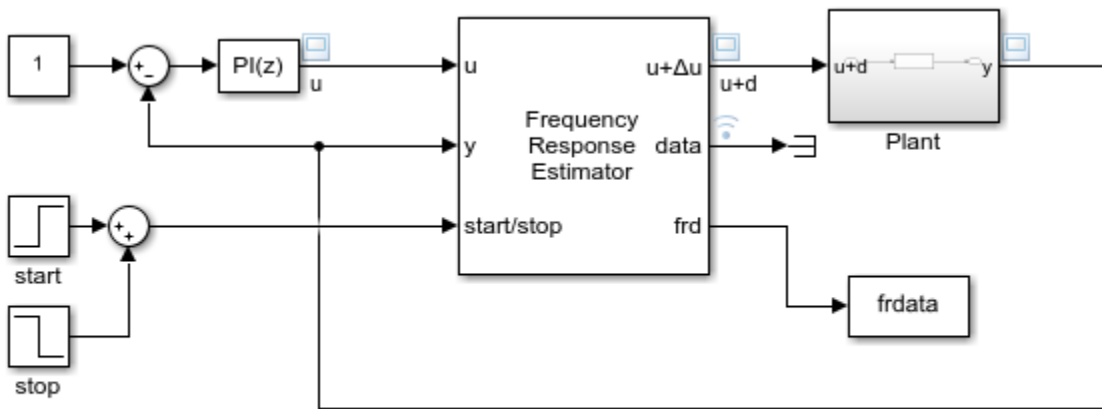 1
+
−
PI(z)
u
u
y
start/stop
Frequency
Response
Estimator
u+Δu
data
frd
u+d
u+d
y
Plant
start
+
+
stop
frdata